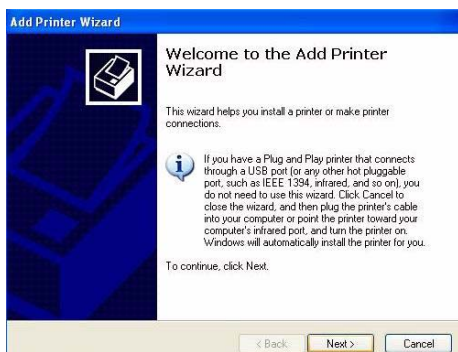 Add Printer Wizard
Welcome to the Add Printer
Wizard
This wizard helps you install a printer or make printer
connections.
If you have a Plug and Play printer that connects
through a USB port (or any other hot pluggable
port, such as IEEE 1394, infrared, and so on), you
do not need to use this wizard. Click Cancel to
close the wizard, and then plug the printer's cable
into your computer or point the printer toward your
computer's infrared port, and turn the printer on.
Windows will automatically install the printer for you.
To continue, click Next.
< Back Next > Cancel